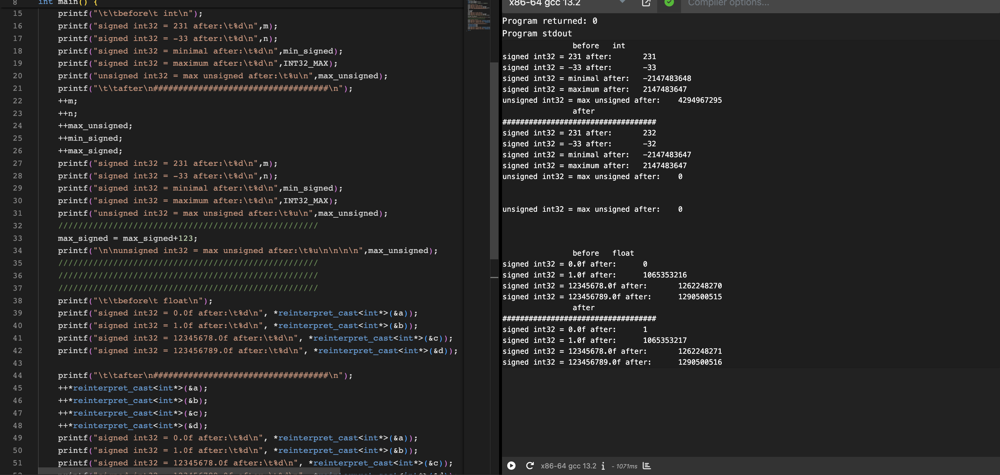 8 int main() {
15 printf("\t\tbefore\t int\n");
16 printf("signed int32 = 231 after:\t%d\n",m);
17 printf("signed int32 = -33 after:\t%d\n",n);
18 printf("signed int32 = minimal after:\t%d\n",min_signed);
19 printf("signed int32 = maximum after:\t%d\n",INT32_MAX);
20 printf("unsigned int32 = max unsigned after:\t%u\n",max_unsigned);
21 printf("\t\tafter\n###################################\n");
22 ++m;
23 ++n;
24 ++max_unsigned;
25 ++min_signed;
26 ++max_signed;
27 printf("signed int32 = 231 after:\t%d\n",m);
28 printf("signed int32 = -33 after:\t%d\n",n);
29 printf("signed int32 = minimal after:\t%d\n",min_signed);
30 printf("signed int32 = maximum after:\t%d\n",INT32_MAX);
31 printf("unsigned int32 = max unsigned after:\t%u\n",max_unsigned);
32 ////////////////////////////////////////////////////
33 max_signed = max_signed+123;
34 printf("\n\nunsigned int32 = max unsigned after:\t%u\n\n\n\n",max_unsigned);
35 ////////////////////////////////////////////////////
36 ////////////////////////////////////////////////////
37 ////////////////////////////////////////////////////
38 printf("\t\tbefore\t float\n");
39 printf("signed int32 = 0.0f after:\t%d\n", *reinterpret_cast<int*>(&a));
40 printf("signed int32 = 1.0f after:\t%d\n", *reinterpret_cast<int*>(&b));
41 printf("signed int32 = 12345678.0f after:\t%d\n", *reinterpret_cast<int*>(&c));
42 printf("signed int32 = 123456789.0f after:\t%d\n", *reinterpret_cast<int*>(&d));
43
44 printf("\t\tafter\n###################################\n");
45 ++*reinterpret_cast<int*>(&a);
46 ++*reinterpret_cast<int*>(&b);
47 ++*reinterpret_cast<int*>(&c);
48 ++*reinterpret_cast<int*>(&d);
49 printf("signed int32 = 0.0f after:\t%d\n", *reinterpret_cast<int*>(&a));
50 printf("signed int32 = 1.0f after:\t%d\n", *reinterpret_cast<int*>(&b));
51 printf("signed int32 = 12345678.0f after:\t%d\n", *reinterpret_cast<int*>(&c));
x86-64 gcc 13.2 Compiler options...
Program returned: 0
Program stdout
before int
signed int32 = 231 after: 231
signed int32 = -33 after: -33
signed int32 = minimal after: -2147483648
signed int32 = maximum after: 2147483647
unsigned int32 = max unsigned after: 4294967295
after
###################################
signed int32 = 231 after: 232
signed int32 = -33 after: -32
signed int32 = minimal after: -2147483647
signed int32 = maximum after: 2147483647
unsigned int32 = max unsigned after: 0
unsigned int32 = max unsigned after: 0
before float
signed int32 = 0.0f after: 0
signed int32 = 1.0f after: 1065353216
signed int32 = 12345678.0f after: 1262248270
signed int32 = 123456789.0f after: 1290500515
after
###################################
signed int32 = 0.0f after: 1
signed int32 = 1.0f after: 1065353217
signed int32 = 12345678.0f after: 1262248271
signed int32 = 123456789.0f after: 1290500516
x86-64 gcc 13.2 i - 1071ms